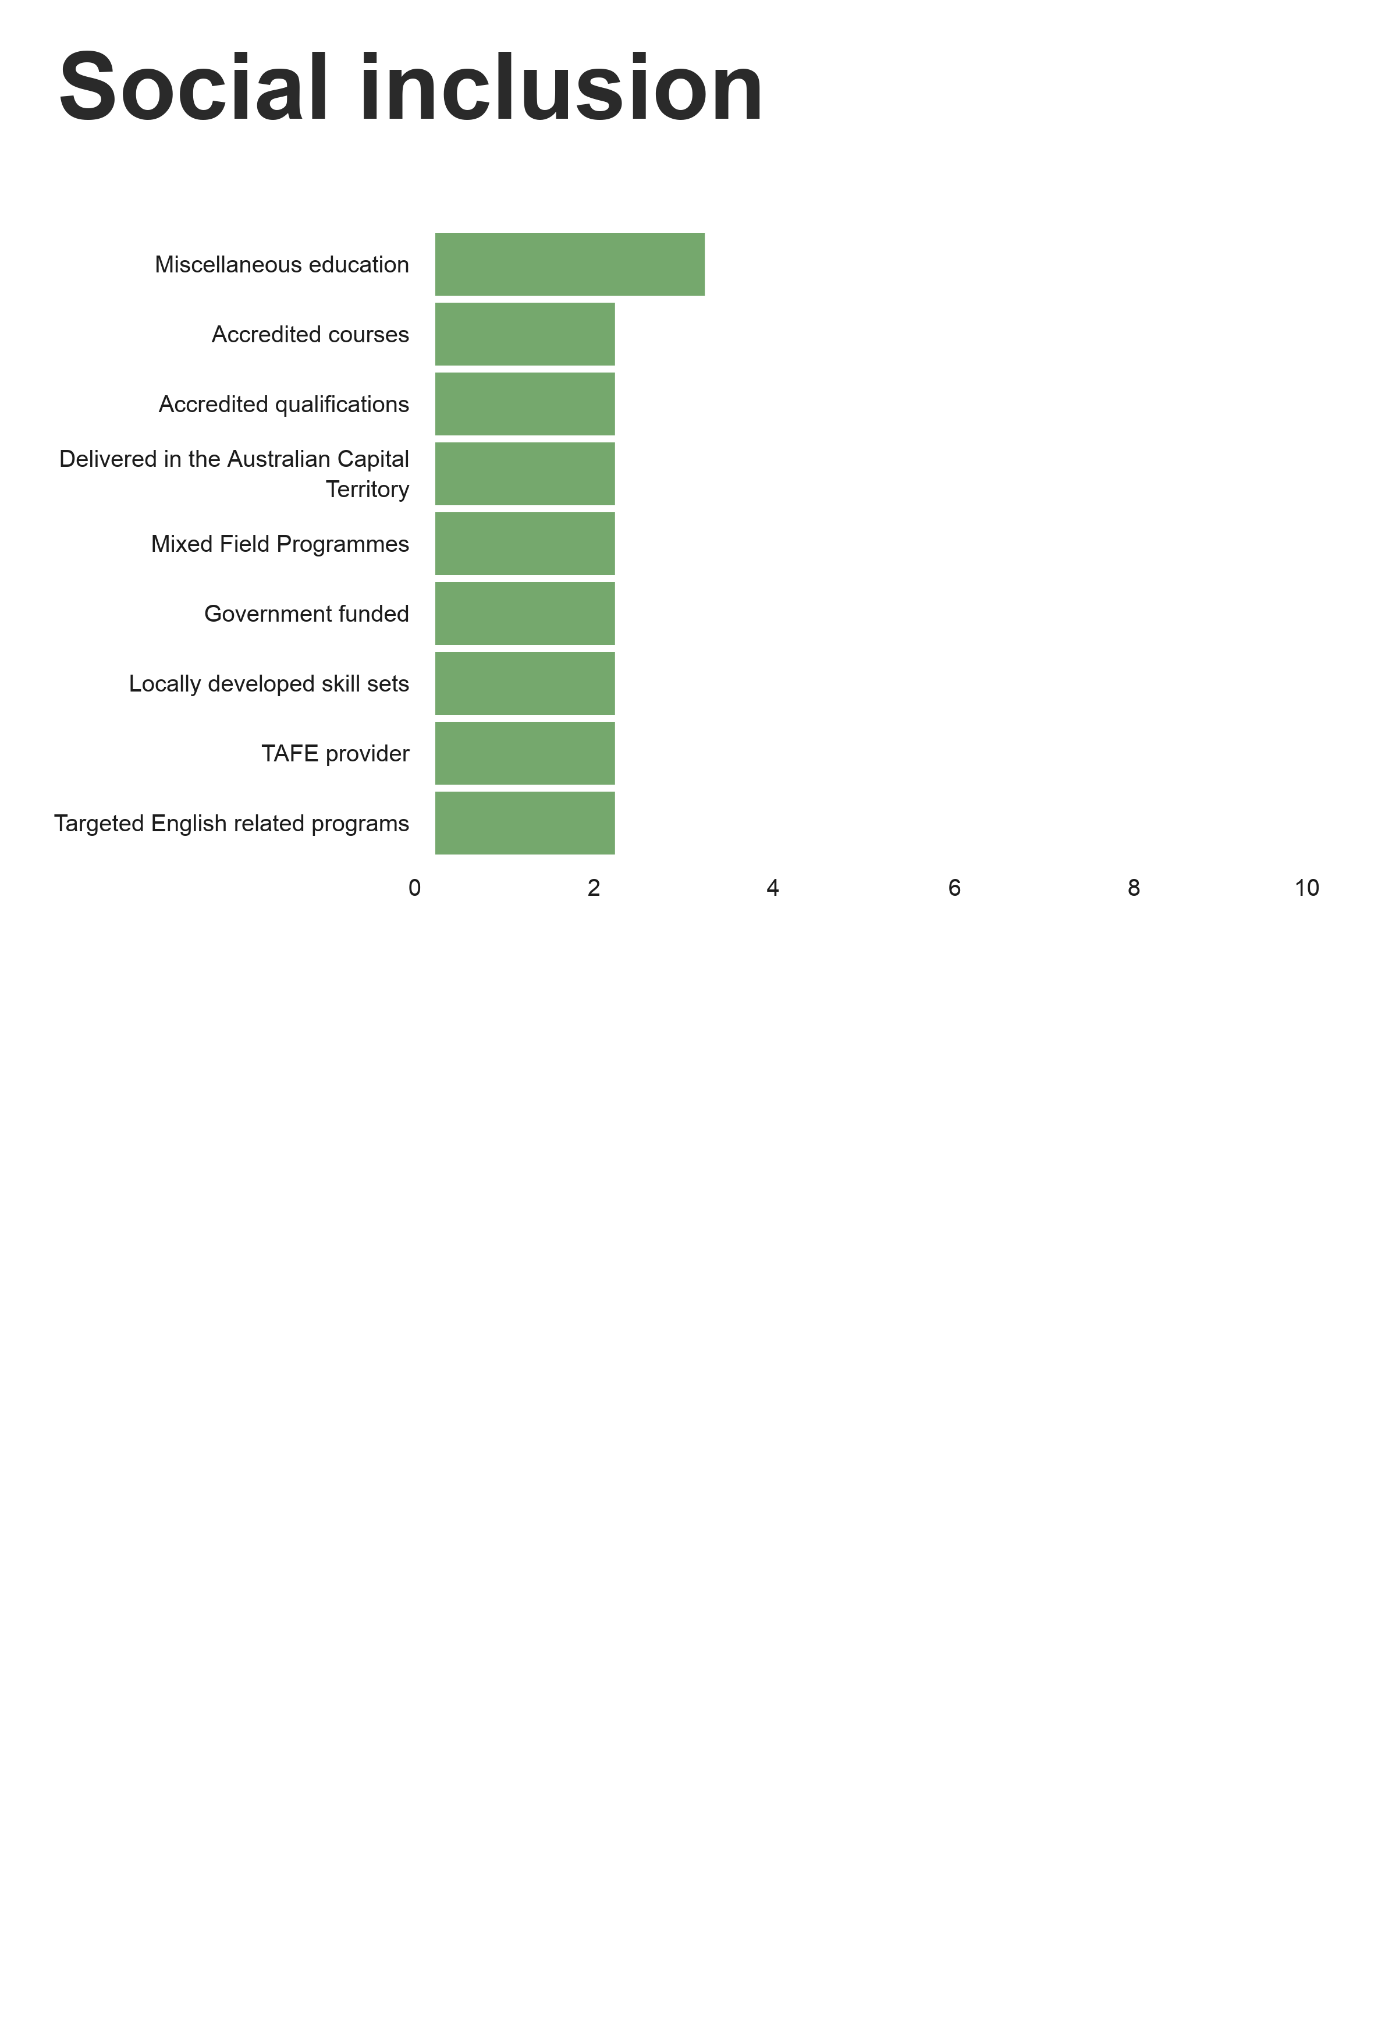 Social inclusion
Miscellaneous education
Accredited courses
Accredited qualifications
Delivered in the Australian Capital
Territory
Mixed Field Programmes
Government funded
Locally developed skill sets
TAFE provider
Targeted English related programs
0 2 4 6 8 10